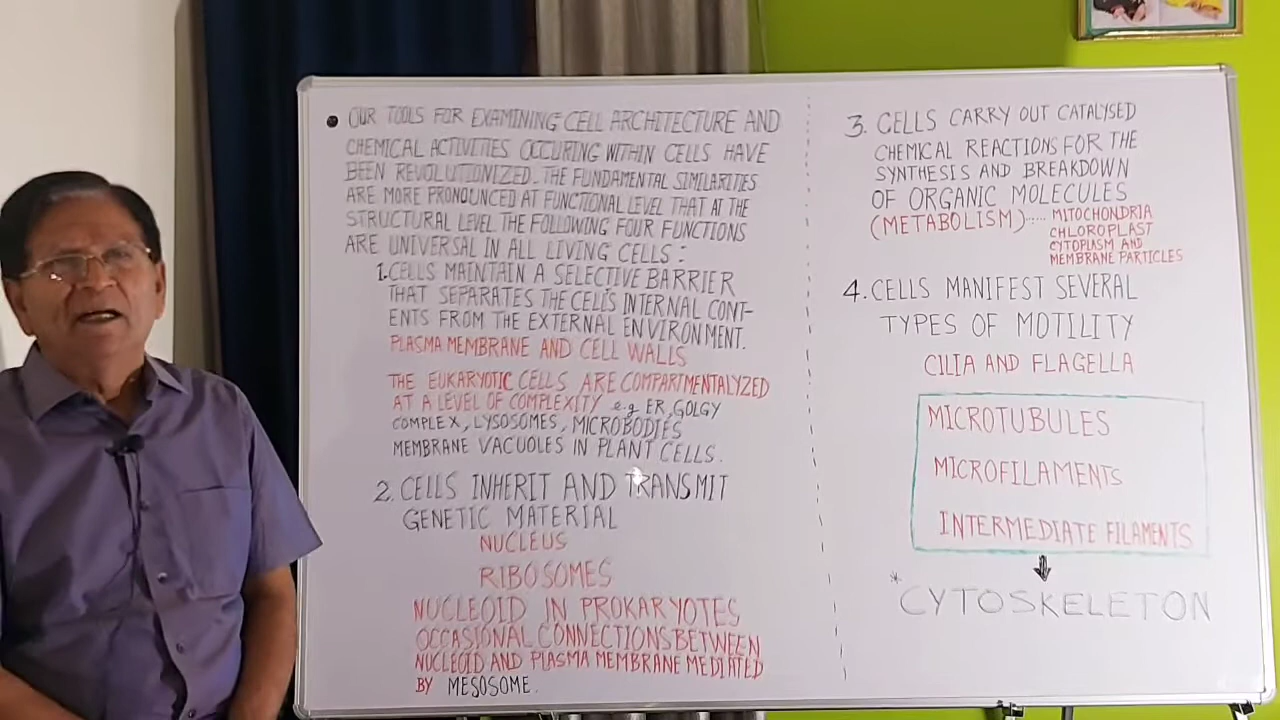 OUR TOOLS FOR EXAMINING CELL ARCHITECTURE AND
CHEMICAL ACTIVITIES OCCURING WITHIN CELLS HAVE
BEEN REVOLUTIONIZED. THE FUNDAMENTAL SIMILARITIES
ARE MORE PRONOUNCED AT FUNCTIONAL LEVEL THAT AT THE
STRUCTURAL LEVEL THE FOLLOWING FOUR FUNCTIONS
ARE UNIVERSAL IN ALL LIVING CELLS:
1. CELLS MAINTAIN A SELECTIVE BARRIER
THAT SEPARATES THE CELL'S INTERNAL CONT-
ENTS FROM THE EXTERNAL ENVIRONMENT.
PLASMA MEMBRANE AND CELL WALLS
THE EUKARYOTIC CELLS ARE COMPARTMENTALYZED
AT A LEVEL OF COMPLEXITY e.g ER, GOLGY
COMPLEX, LYSOSOMES, MICROBODIES
MEMBRANE VACUOLES IN PLANT CELLS.
2. CELLS INHERIT AND TRANSMIT
GENETIC MATERIAL
NUCLEUS
RIBOSOMES
NUCLEOID IN PROKARYOTES
OCCASIONAL CONNECTIONS BETWEEN
NUCLEOID AND PLASMA MEMBRANE MEDIATED
BY MESOSOME.
3. CELLS CARRY OUT CATALYSED
CHEMICAL REACTIONS FOR THE
SYNTHESIS AND BREAKDOWN
OF ORGANIC MOLECULES
(METABOLISM)...... MITOCHONDRIA
CHLOROPLAST
CYTOPLASM AND
MEMBRANE PARTICLES
4. CELLS MANIFEST SEVERAL
TYPES OF MOTILITY
CILIA AND FLAGELLA
MICROTUBULES
MICROFILAMENTS
INTERMEDIATE FILAMENTS
*CYTOSKELETON